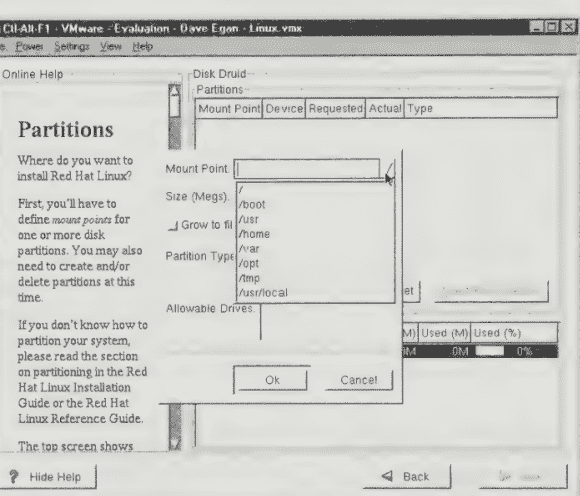 Ctl-Alt-F1 - VMware - Evaluation - Dave Egan - Linux.vmx
Power Settings View Help
Online Help
Partitions
Where do you want to
install Red Hat Linux?
First, you'll have to
define mount points for
one or more disk
partitions. You may also
need to create and/or
delete partitions at this
time.
If you don't know how to
partition your system,
please read the section
on partitioning in the Red
Hat Linux Installation
Guide or the Red Hat
Linux Reference Guide.
The top screen shows
Disk Druid
Partitions
Mount Point Device Requested Actual Type
Mount Point: /
Size (Megs):
Grow to fil
Partition Type
Allowable Drives:
/
/boot
/usr
/home
/var
/opt
/tmp
/usr/local
et
M) Used (M) Used (%)
0M 0%
Ok Cancel
? Hide Help Back